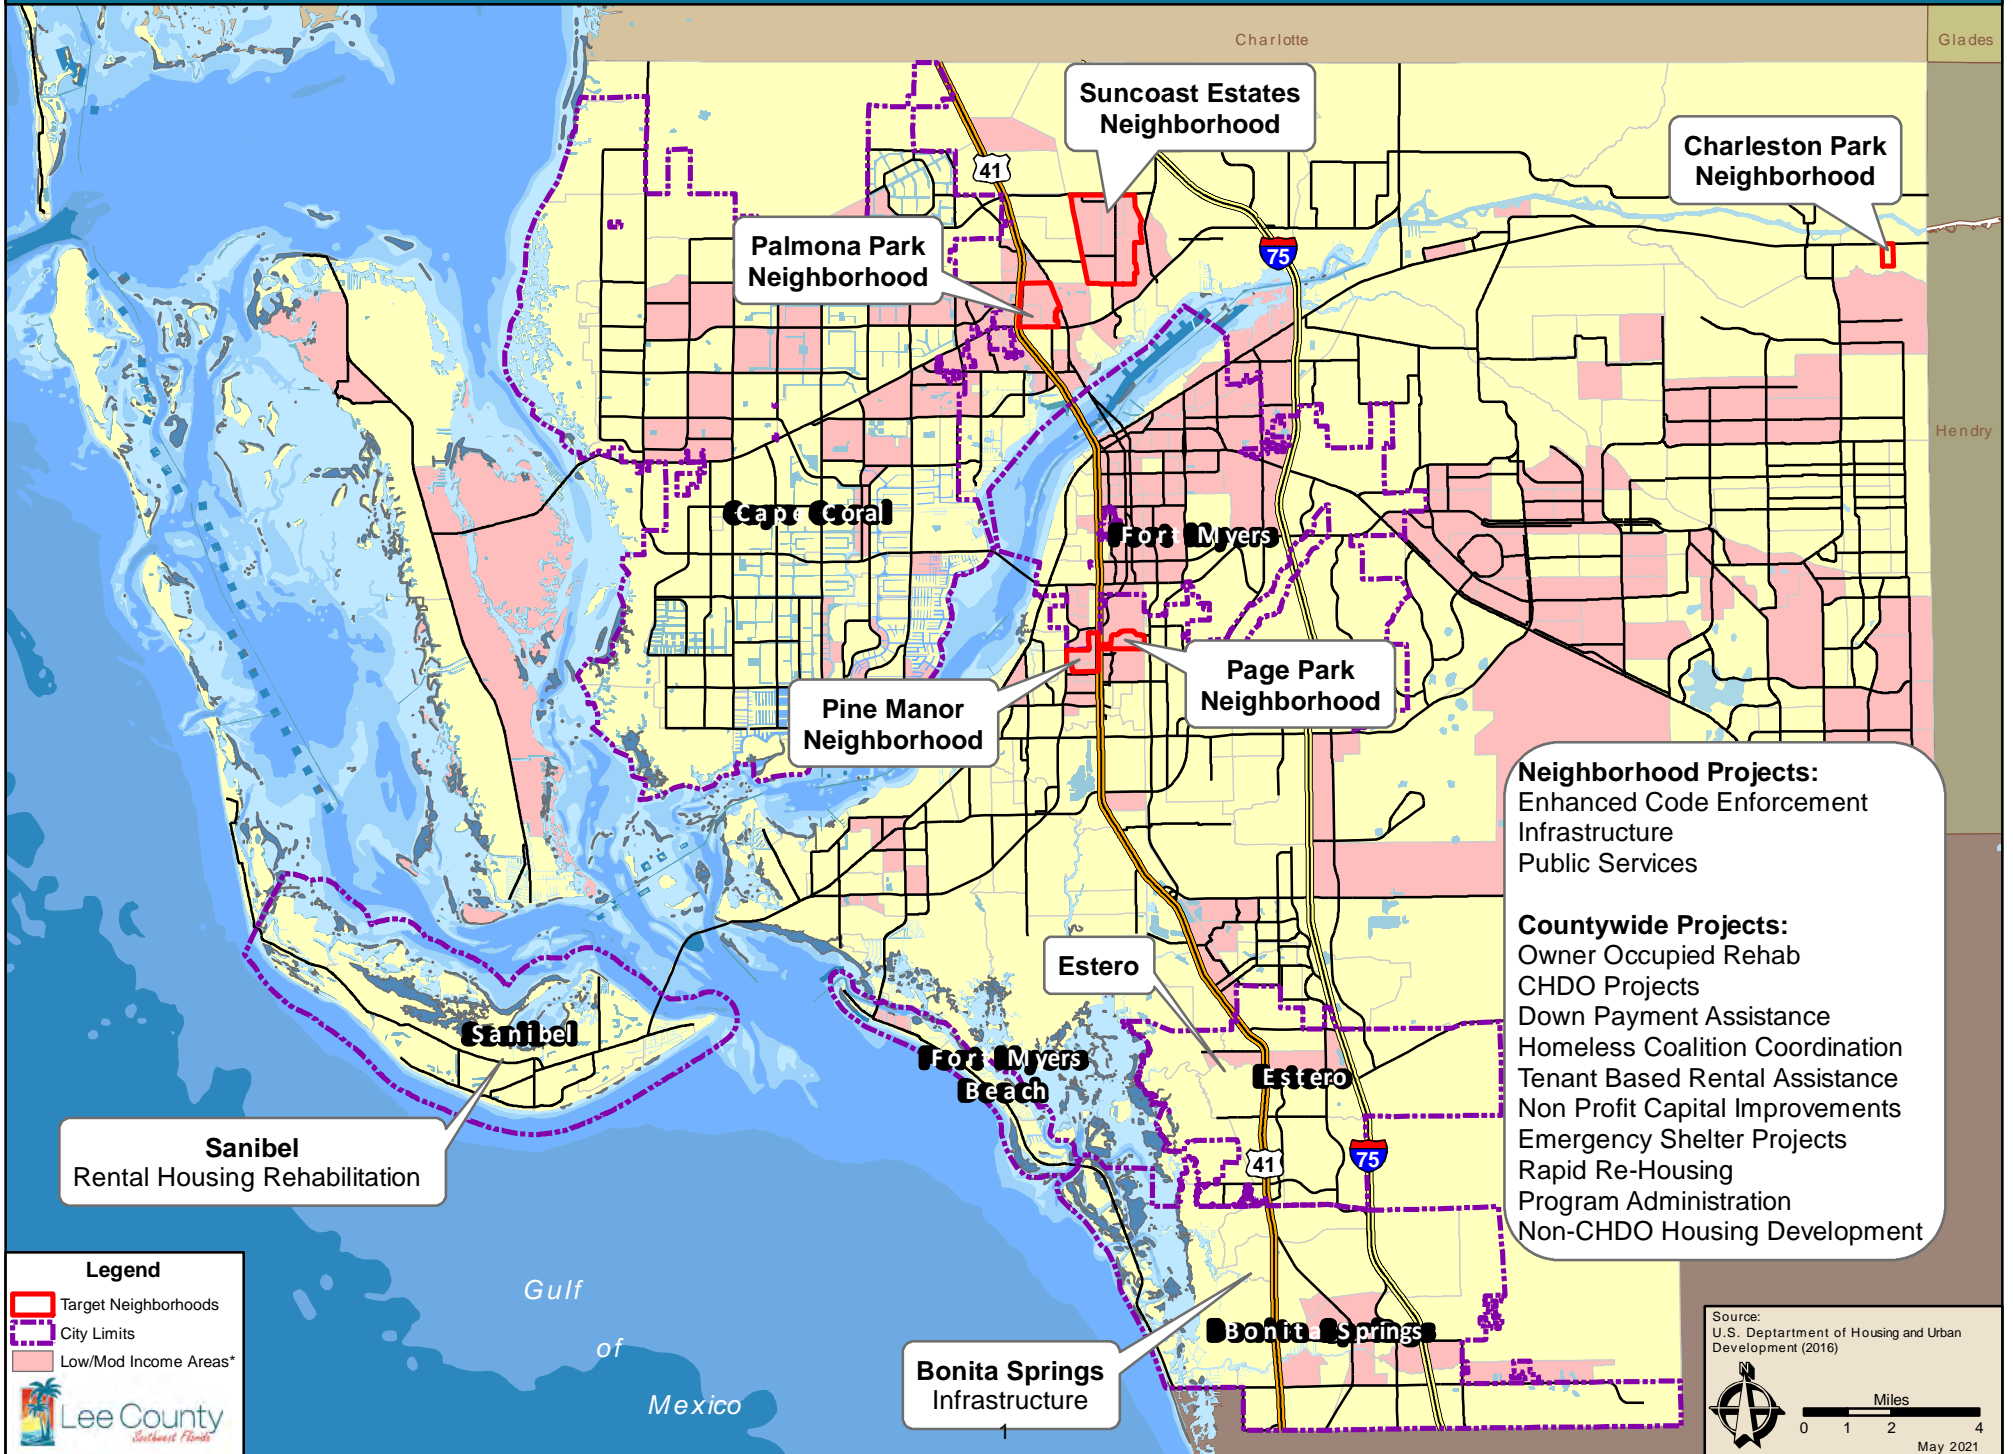 Charlotte
Glades
Suncoast Estates
Neighborhood
Charleston Park
Neighborhood
41
Palmona Park
Neighborhood
75
Hendry
Cape Coral
Fort Myers
Page Park
Neighborhood
Pine Manor
Neighborhood
Neighborhood Projects:
Enhanced Code Enforcement
Infrastructure
Public Services
Countywide Projects:
Owner Occupied Rehab
CHDO Projects
Down Payment Assistance
Homeless Coalition Coordination
Tenant Based Rental Assistance
Non Profit Capital Improvements
Emergency Shelter Projects
Rapid Re-Housing
Program Administration
Non-CHDO Housing Development
Estero
Sanibel
Fort Myers
Beach
Estero
Sanibel
Rental Housing Rehabilitation
41
75
Gulf
of
Mexico
Bonita Springs
Bonita Springs
Infrastructure
1
Legend
Target Neighborhoods
City Limits
Low/Mod Income Areas*
Lee County
Southwest Florida
Source:
U.S. Deptartment of Housing and Urban
Development (2016)
N
Miles
0 1 2 4
May 2021